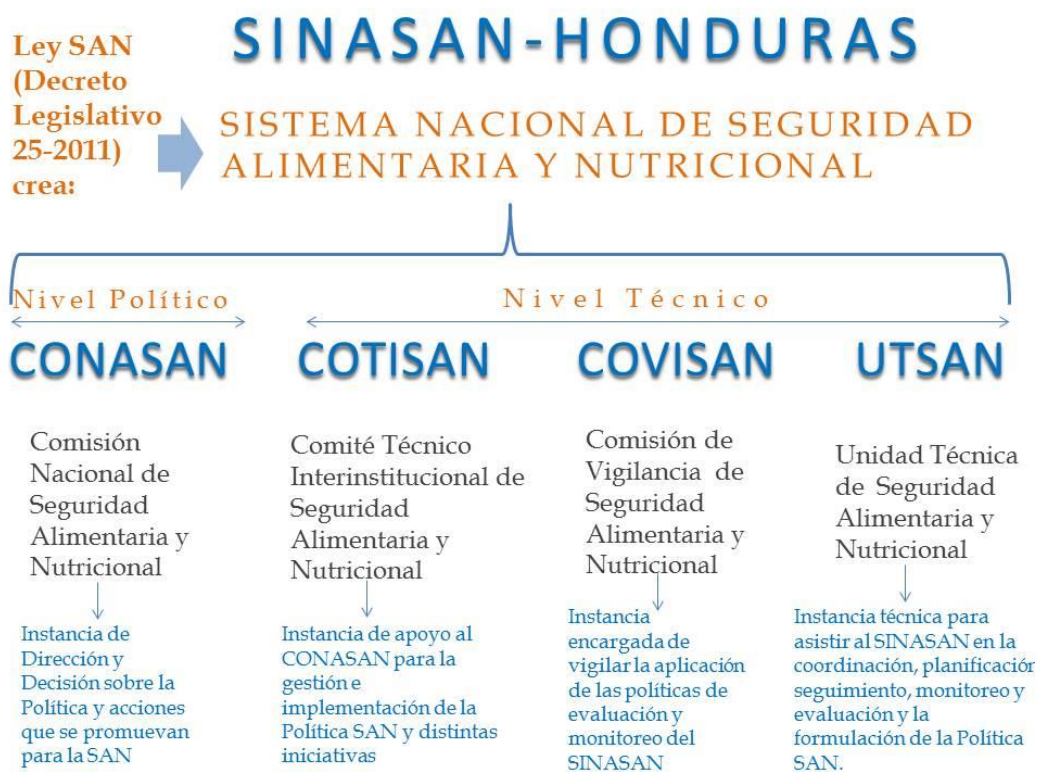 Ley SAN
(Decreto
Legislativo
25-2011)
crea:
SINASAN-HONDURAS
SISTEMA NACIONAL DE SEGURIDAD
ALIMENTARIA Y NUTRICIONAL
Nivel Político
Nivel Técnico
CONASAN
COTISAN
COVISAN
UTSAN
Comisión
Nacional de
Seguridad
Alimentaria y
Nutricional
Comité Técnico
Interinstitucional de
Seguridad
Alimentaria y
Nutricional
Comisión de
Vigilancia de
Seguridad
Alimentaria y
Nutricional
Unidad Técnica
de Seguridad
Alimentaria y
Nutricional
Instancia de
Dirección y
Decisión sobre la
Política y acciones
que se promuevan
para la SAN
Instancia de apoyo al
CONASAN para la
gestión e
implementación de la
Política SAN y distintas
iniciativas
Instancia
encargada de
vigilar la aplicación
de las políticas de
evaluación y
monitoreo del
SINASAN
Instancia técnica para
asistir al SINASAN en la
coordinación, planificación
seguimiento, monitoreo y
evaluación y la
formulación de la Política
SAN.